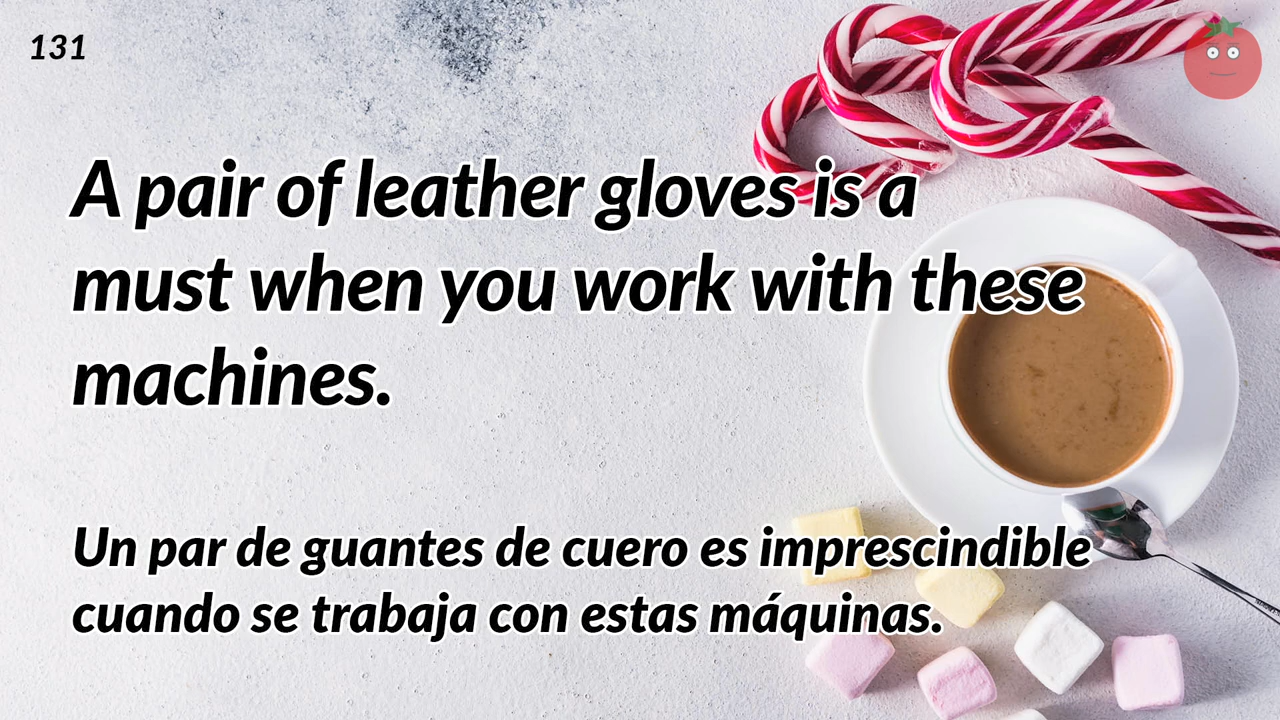 131
A pair of leather gloves is a
must when you work with these
machines.
Un par de guantes de cuero es imprescindible
cuando se trabaja con estas máquinas.